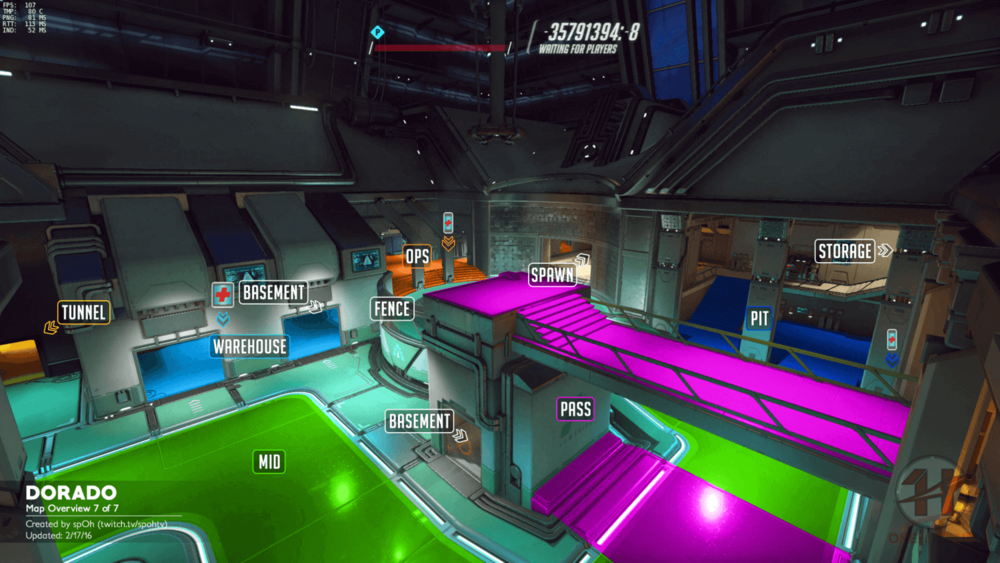 FPS: 107
TMP: 80 C
PNG: 81 MS
RTT: 113 MS
IND: 52 MS
P
-35791394:-8
WAITING FOR PLAYERS
OPS
STORAGE
SPAWN
BASEMENT
TUNNEL
FENCE
PIT
WAREHOUSE
PASS
BASEMENT
MID
DORADO
Map Overview 7 of 7
Created by spOh (twitch.tv/spohtv)
Updated: 2/17/16